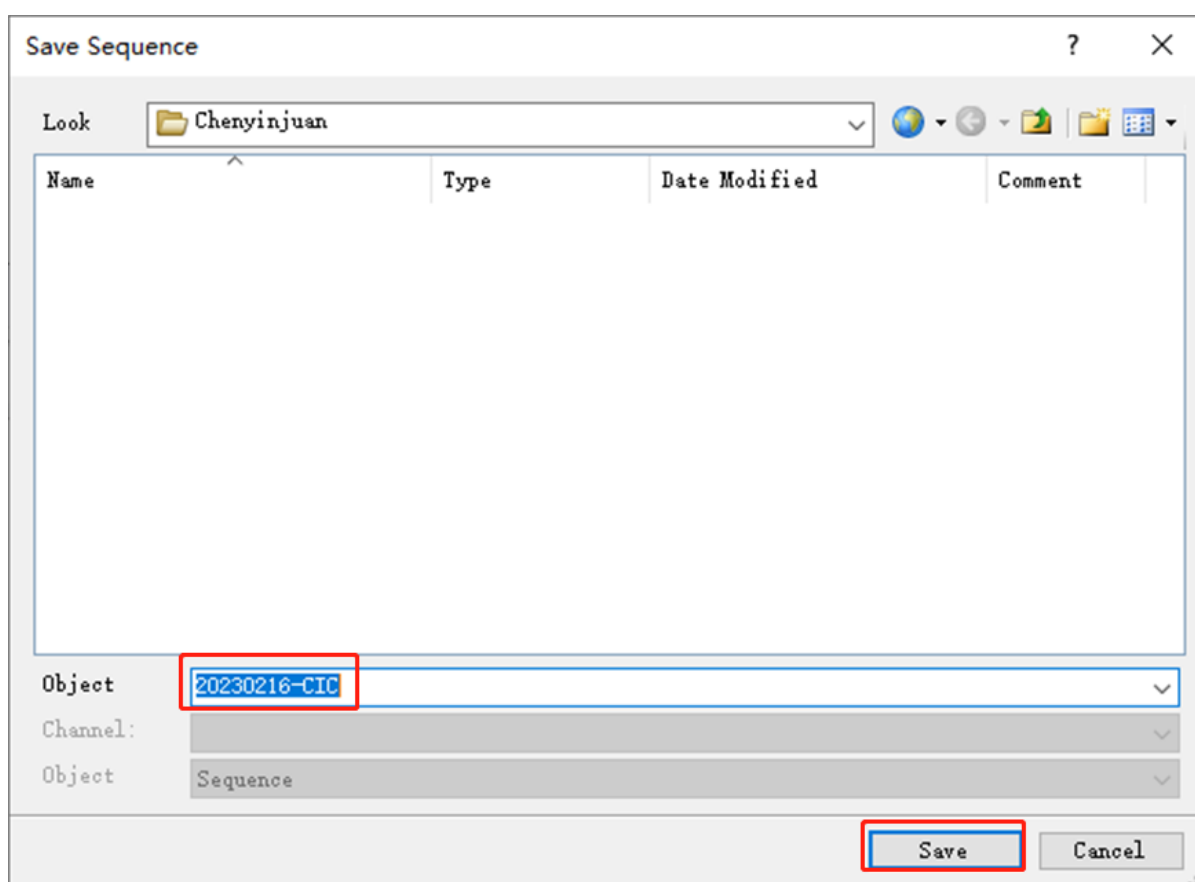 Save Sequence ?
Look Chenyinjuan
Name Type Date Modified Comment
Object 20230216-CIC
Channel:
Object Sequence
Save Cancel